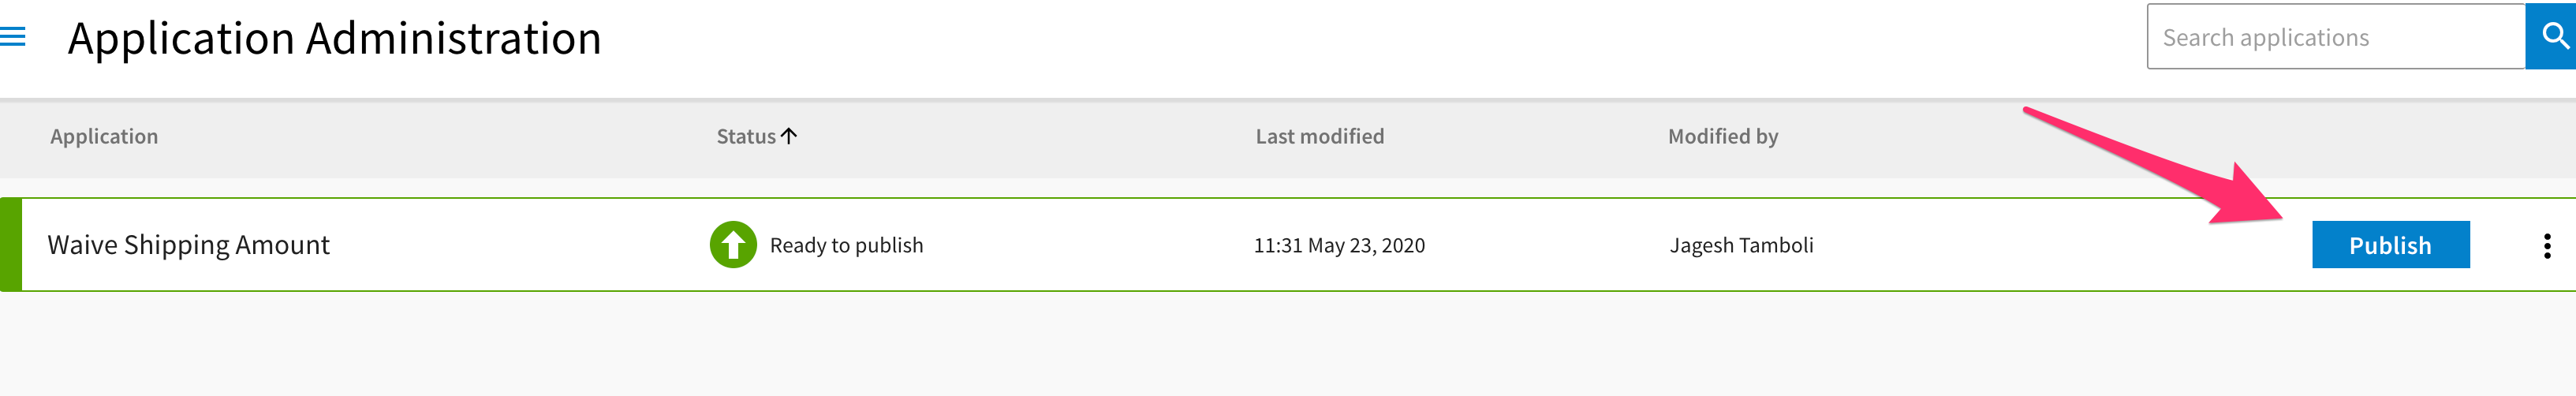 Application Administration
Search applications
Application Status Last modified Modified by
Waive Shipping Amount Ready to publish 11:31 May 23, 2020 Jagesh Tamboli Publish